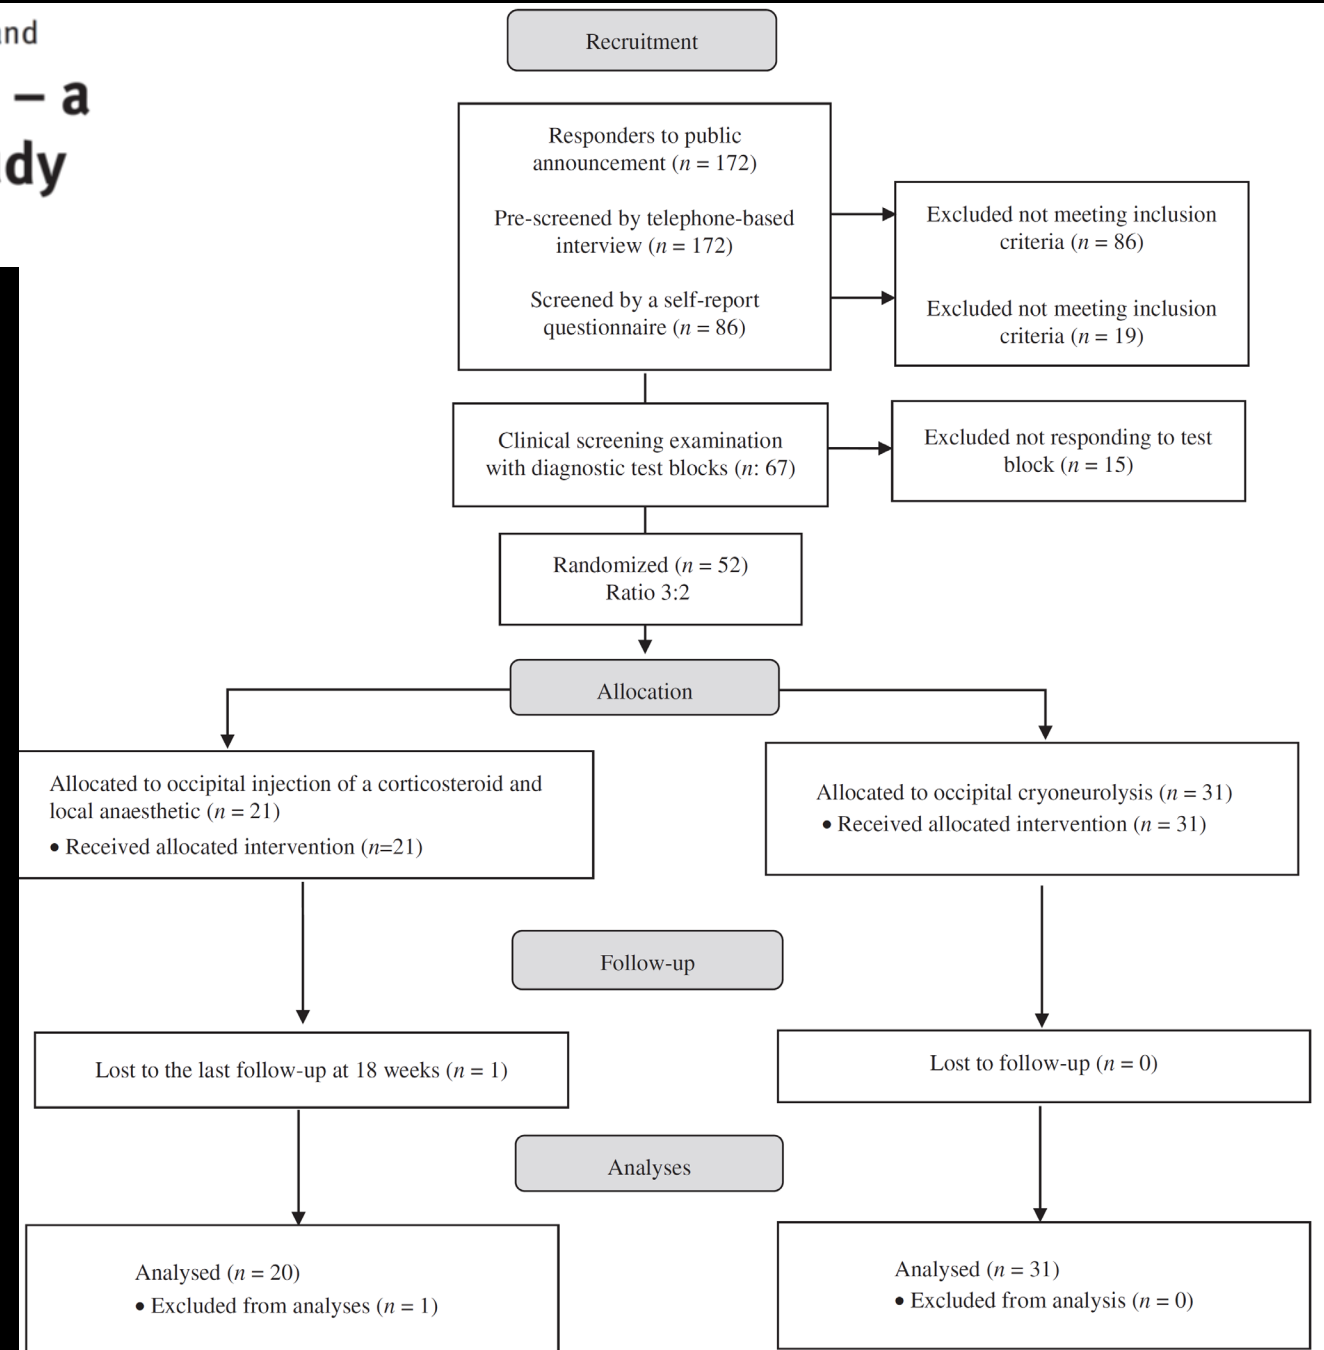 and
– a
dy
Recruitment
Responders to public
announcement (n = 172)
Pre-screened by telephone-based
interview (n = 172)
Screened by a self-report
questionnaire (n = 86)
Excluded not meeting inclusion
criteria (n = 86)
Excluded not meeting inclusion
criteria (n = 19)
Clinical screening examination
with diagnostic test blocks (n: 67)
Excluded not responding to test
block (n = 15)
Randomized (n = 52)
Ratio 3:2
Allocation
Allocated to occipital injection of a corticosteroid and
local anaesthetic (n = 21)
• Received allocated intervention (n=21)
Allocated to occipital cryoneurolysis (n = 31)
• Received allocated intervention (n = 31)
Follow-up
Lost to the last follow-up at 18 weeks (n = 1)
Lost to follow-up (n = 0)
Analyses
Analysed (n = 20)
• Excluded from analyses (n = 1)
Analysed (n = 31)
• Excluded from analysis (n = 0)